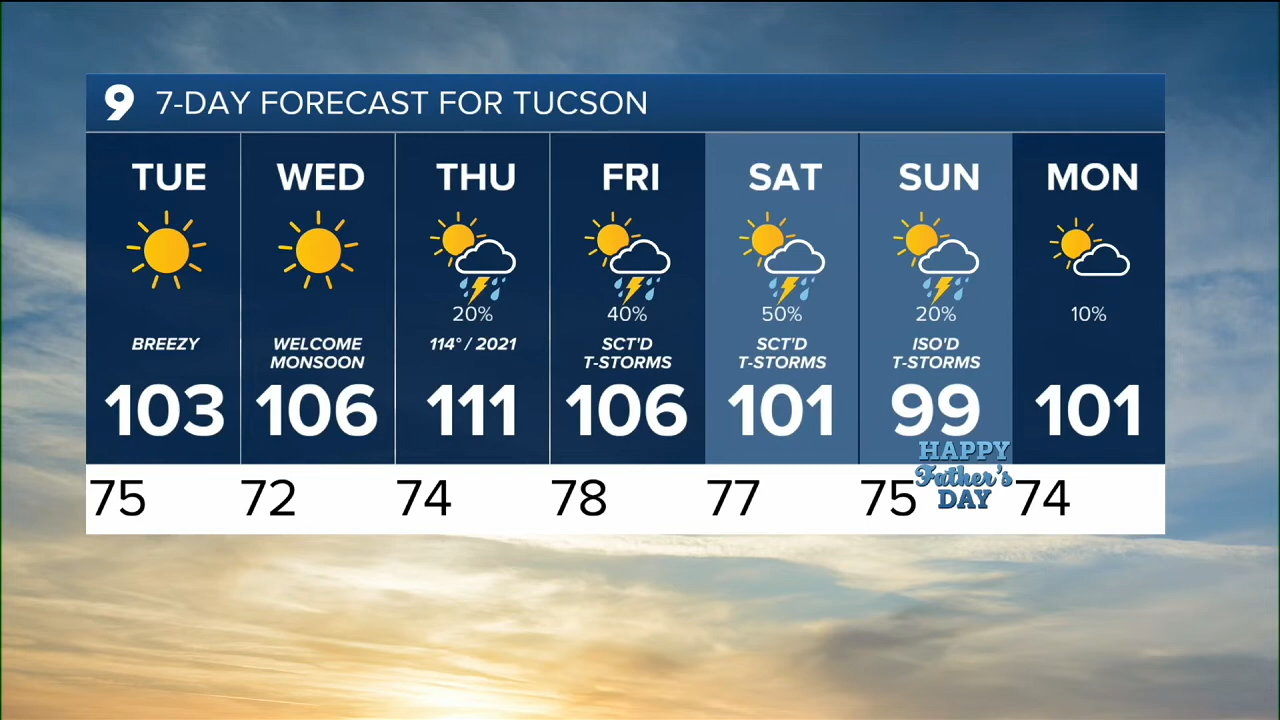 9 7-DAY FORECAST FOR TUCSON
TUE WED THU FRI SAT SUN MON
20% 40% 50% 20% 10%
BREEZY
WELCOME
MONSOON
114° / 2021
SCT'D
T-STORMS
SCT'D
T-STORMS
ISO'D
T-STORMS
103 106 111 106 101 99 101
HAPPY
Father's
DAY
75 72 74 78 77 75 74